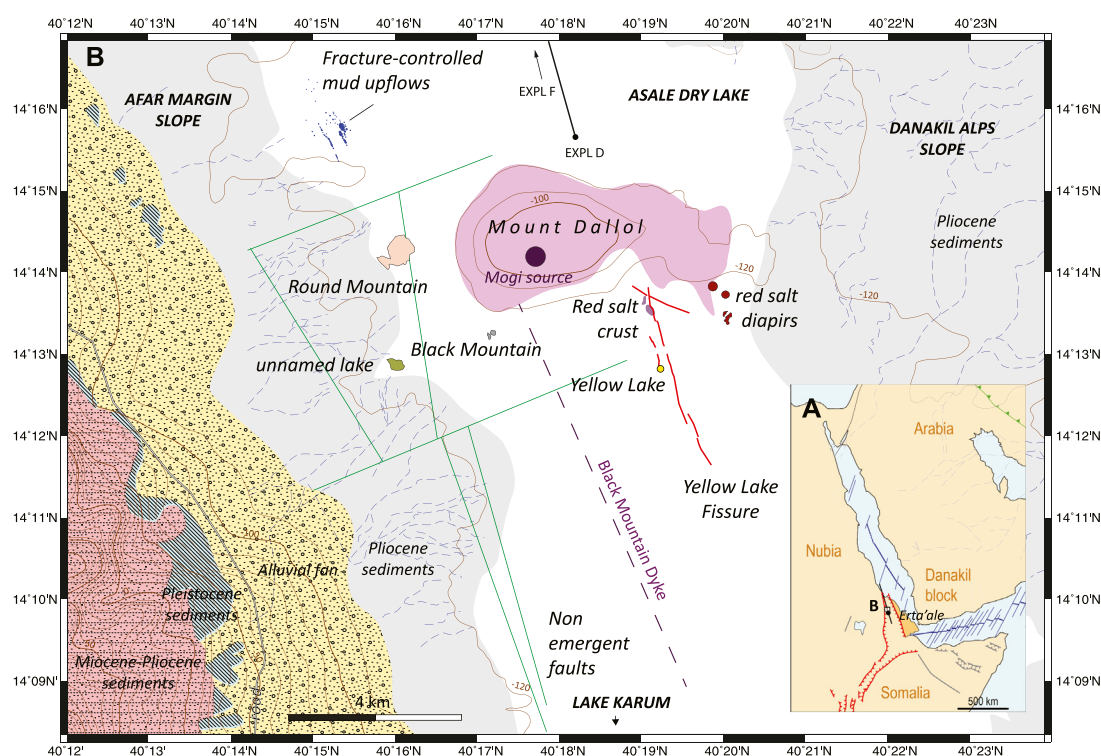 40˚12'E 40˚13' 40˚14' 40˚15' 40˚16' 40˚17' 40˚18' 40˚19' 40˚20' 40˚21' 40˚22' 40˚23'
B
Fracture-controlled
mud upflows
AFAR MARGIN
SLOPE
EXPL F
EXPL D
ASALE DRY LAKE
DANAKIL ALPS
SLOPE
14˚16'N
14˚16'N
14˚15'
14˚15'
-100
Mount Dallol
Mogi source
Pliocene
sediments
14˚14'
14˚14'
-120
-120
Round Mountain
Red salt
crust
red salt
diapirs
14˚13'
14˚13'
Black Mountain
unnamed lake
Yellow Lake
14˚12'
14˚12'
Yellow Lake
Fissure
Black Mountain Dyke
14˚11'
14˚11'
-100
Pliocene
sediments
Alluvial fan
14˚10'
14˚10'
Pleistocene
sediments
Non
emergent
faults
Miocene-Pliocene
sediments
14˚09'N
14˚09'N
-120
road
4 km
LAKE KARUM
A
Arabia
Nubia
Danakil
block
B
Erta'ale
Somalia
500 km
40˚12' 40˚13' 40˚14' 40˚15' 40˚16' 40˚17' 40˚18' 40˚19' 40˚20' 40˚21' 40˚22' 40˚23'